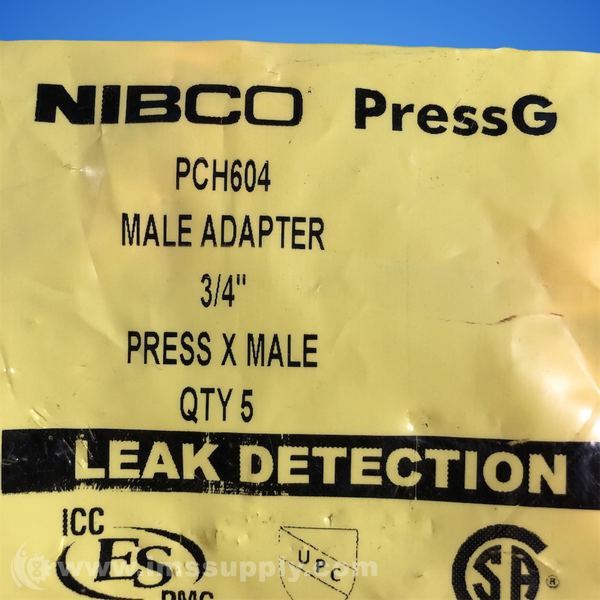 NIBCO PressG
PCH604
MALE ADAPTER
3/4"
PRESS X MALE
QTY 5
LEAK DETECTION
ICC
ES
PMG
UPC
SA ®
www.imssupply.com